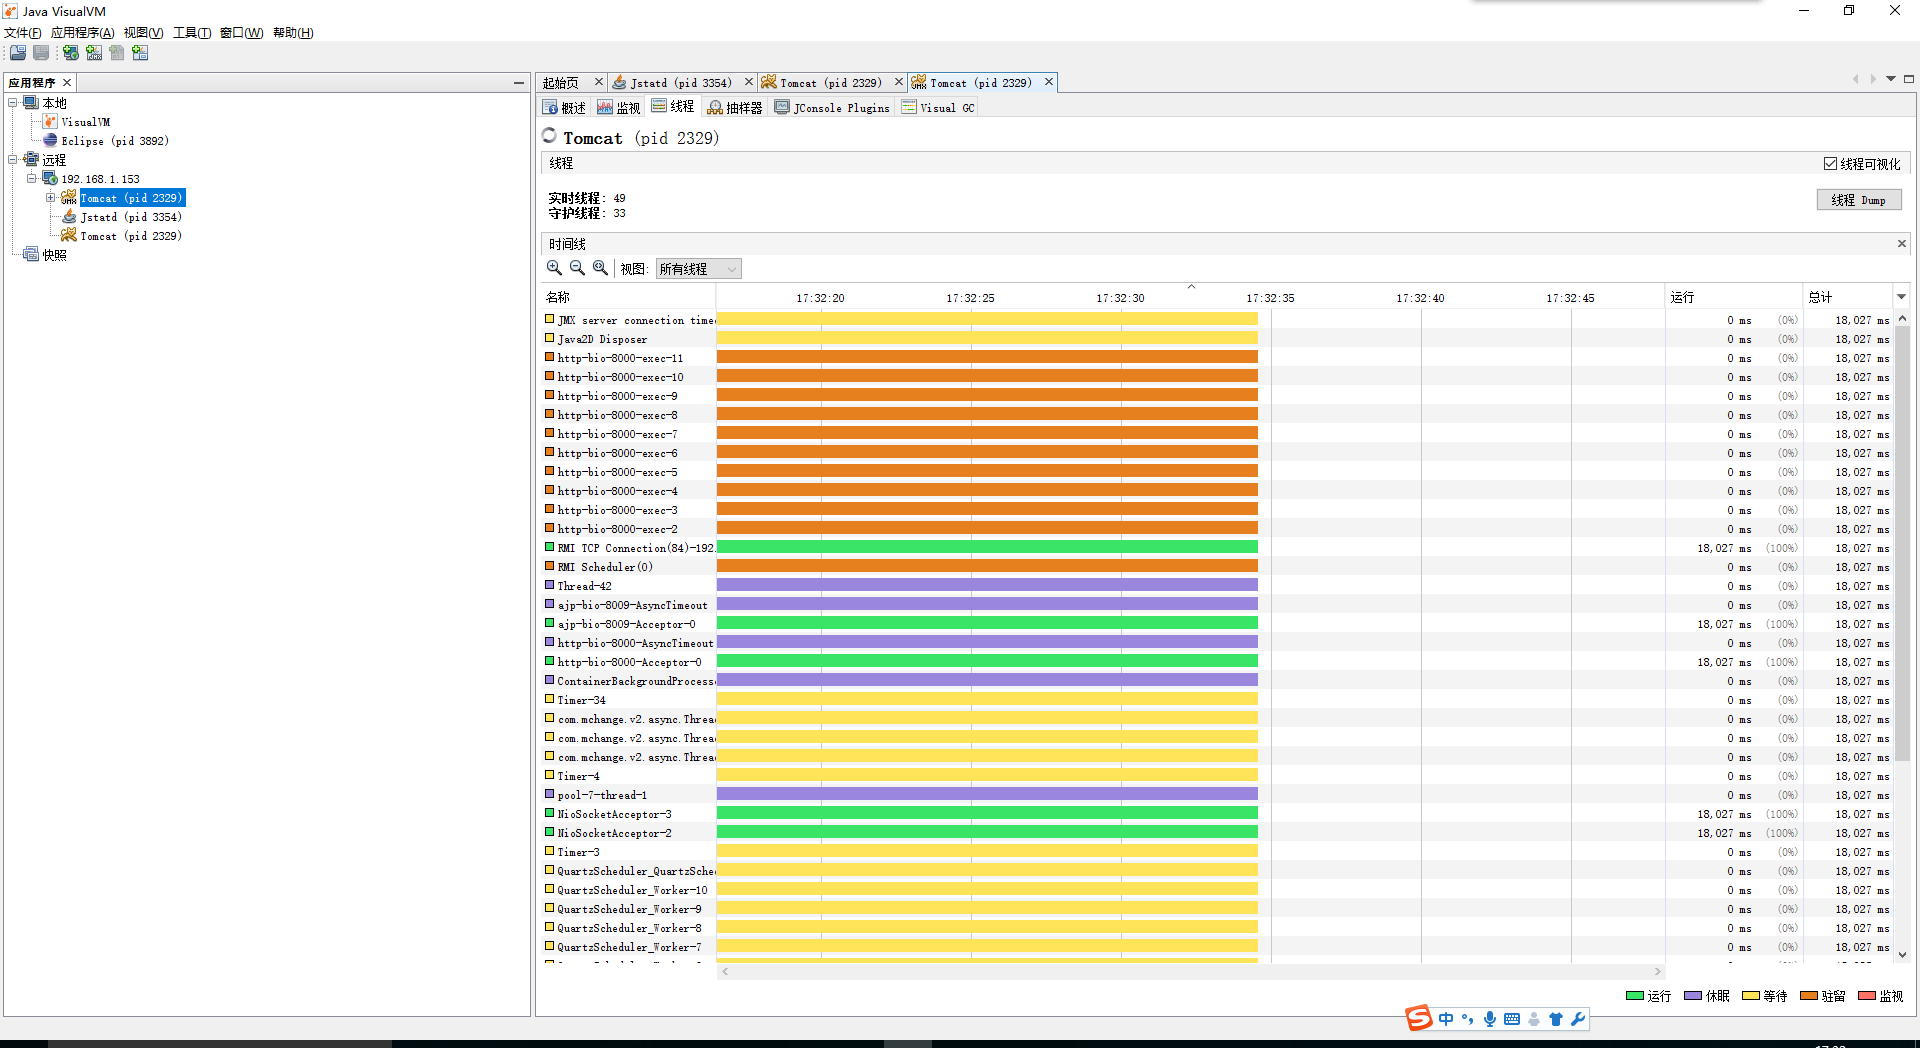 Java VisualVM
文件(F) 应用程序(A) 视图(V) 工具(T) 窗口(W) 帮助(H)
应用程序
本地
VisualVM
Eclipse (pid 3892)
远程
192.168.1.153
Tomcat (pid 2329)
Jstatd (pid 3354)
Tomcat (pid 2329)
快照
起始页 Jstatd (pid 3354) Tomcat (pid 2329) Tomcat (pid 2329)
概述 监视 线程 抽样器 JConsole Plugins Visual GC
Tomcat (pid 2329)
线程 线程可视化
实时线程: 49
守护线程: 33
线程 Dump
时间线
视图: 所有线程
名称 17:32:20 17:32:25 17:32:30 17:32:35 17:32:40 17:32:45 运行 总计
JMX server connection time 0 ms (0%) 18,027 ms
Java2D Disposer 0 ms (0%) 18,027 ms
http-bio-8000-exec-11 0 ms (0%) 18,027 ms
http-bio-8000-exec-10 0 ms (0%) 18,027 ms
http-bio-8000-exec-9 0 ms (0%) 18,027 ms
http-bio-8000-exec-8 0 ms (0%) 18,027 ms
http-bio-8000-exec-7 0 ms (0%) 18,027 ms
http-bio-8000-exec-6 0 ms (0%) 18,027 ms
http-bio-8000-exec-5 0 ms (0%) 18,027 ms
http-bio-8000-exec-4 0 ms (0%) 18,027 ms
http-bio-8000-exec-3 0 ms (0%) 18,027 ms
http-bio-8000-exec-2 0 ms (0%) 18,027 ms
RMI TCP Connection(84)-192. 18,027 ms (100%) 18,027 ms
RMI Scheduler(0) 0 ms (0%) 18,027 ms
Thread-42 0 ms (0%) 18,027 ms
ajp-bio-8009-AsyncTimeout 0 ms (0%) 18,027 ms
ajp-bio-8009-Acceptor-0 18,027 ms (100%) 18,027 ms
http-bio-8000-AsyncTimeout 0 ms (0%) 18,027 ms
http-bio-8000-Acceptor-0 18,027 ms (100%) 18,027 ms
ContainerBackgroundProcess 0 ms (0%) 18,027 ms
Timer-34 0 ms (0%) 18,027 ms
com.mchange.v2.async.Threa 0 ms (0%) 18,027 ms
com.mchange.v2.async.Threa 0 ms (0%) 18,027 ms
com.mchange.v2.async.Threa 0 ms (0%) 18,027 ms
Timer-4 0 ms (0%) 18,027 ms
pool-7-thread-1 0 ms (0%) 18,027 ms
NioSocketAcceptor-3 18,027 ms (100%) 18,027 ms
NioSocketAcceptor-2 18,027 ms (100%) 18,027 ms
Timer-3 0 ms (0%) 18,027 ms
QuartzScheduler_QuartzSche 0 ms (0%) 18,027 ms
QuartzScheduler_Worker-10 0 ms (0%) 18,027 ms
QuartzScheduler_Worker-9 0 ms (0%) 18,027 ms
QuartzScheduler_Worker-8 0 ms (0%) 18,027 ms
QuartzScheduler_Worker-7 0 ms (0%) 18,027 ms
运行 休眠 等待 驻留 监视
S 中